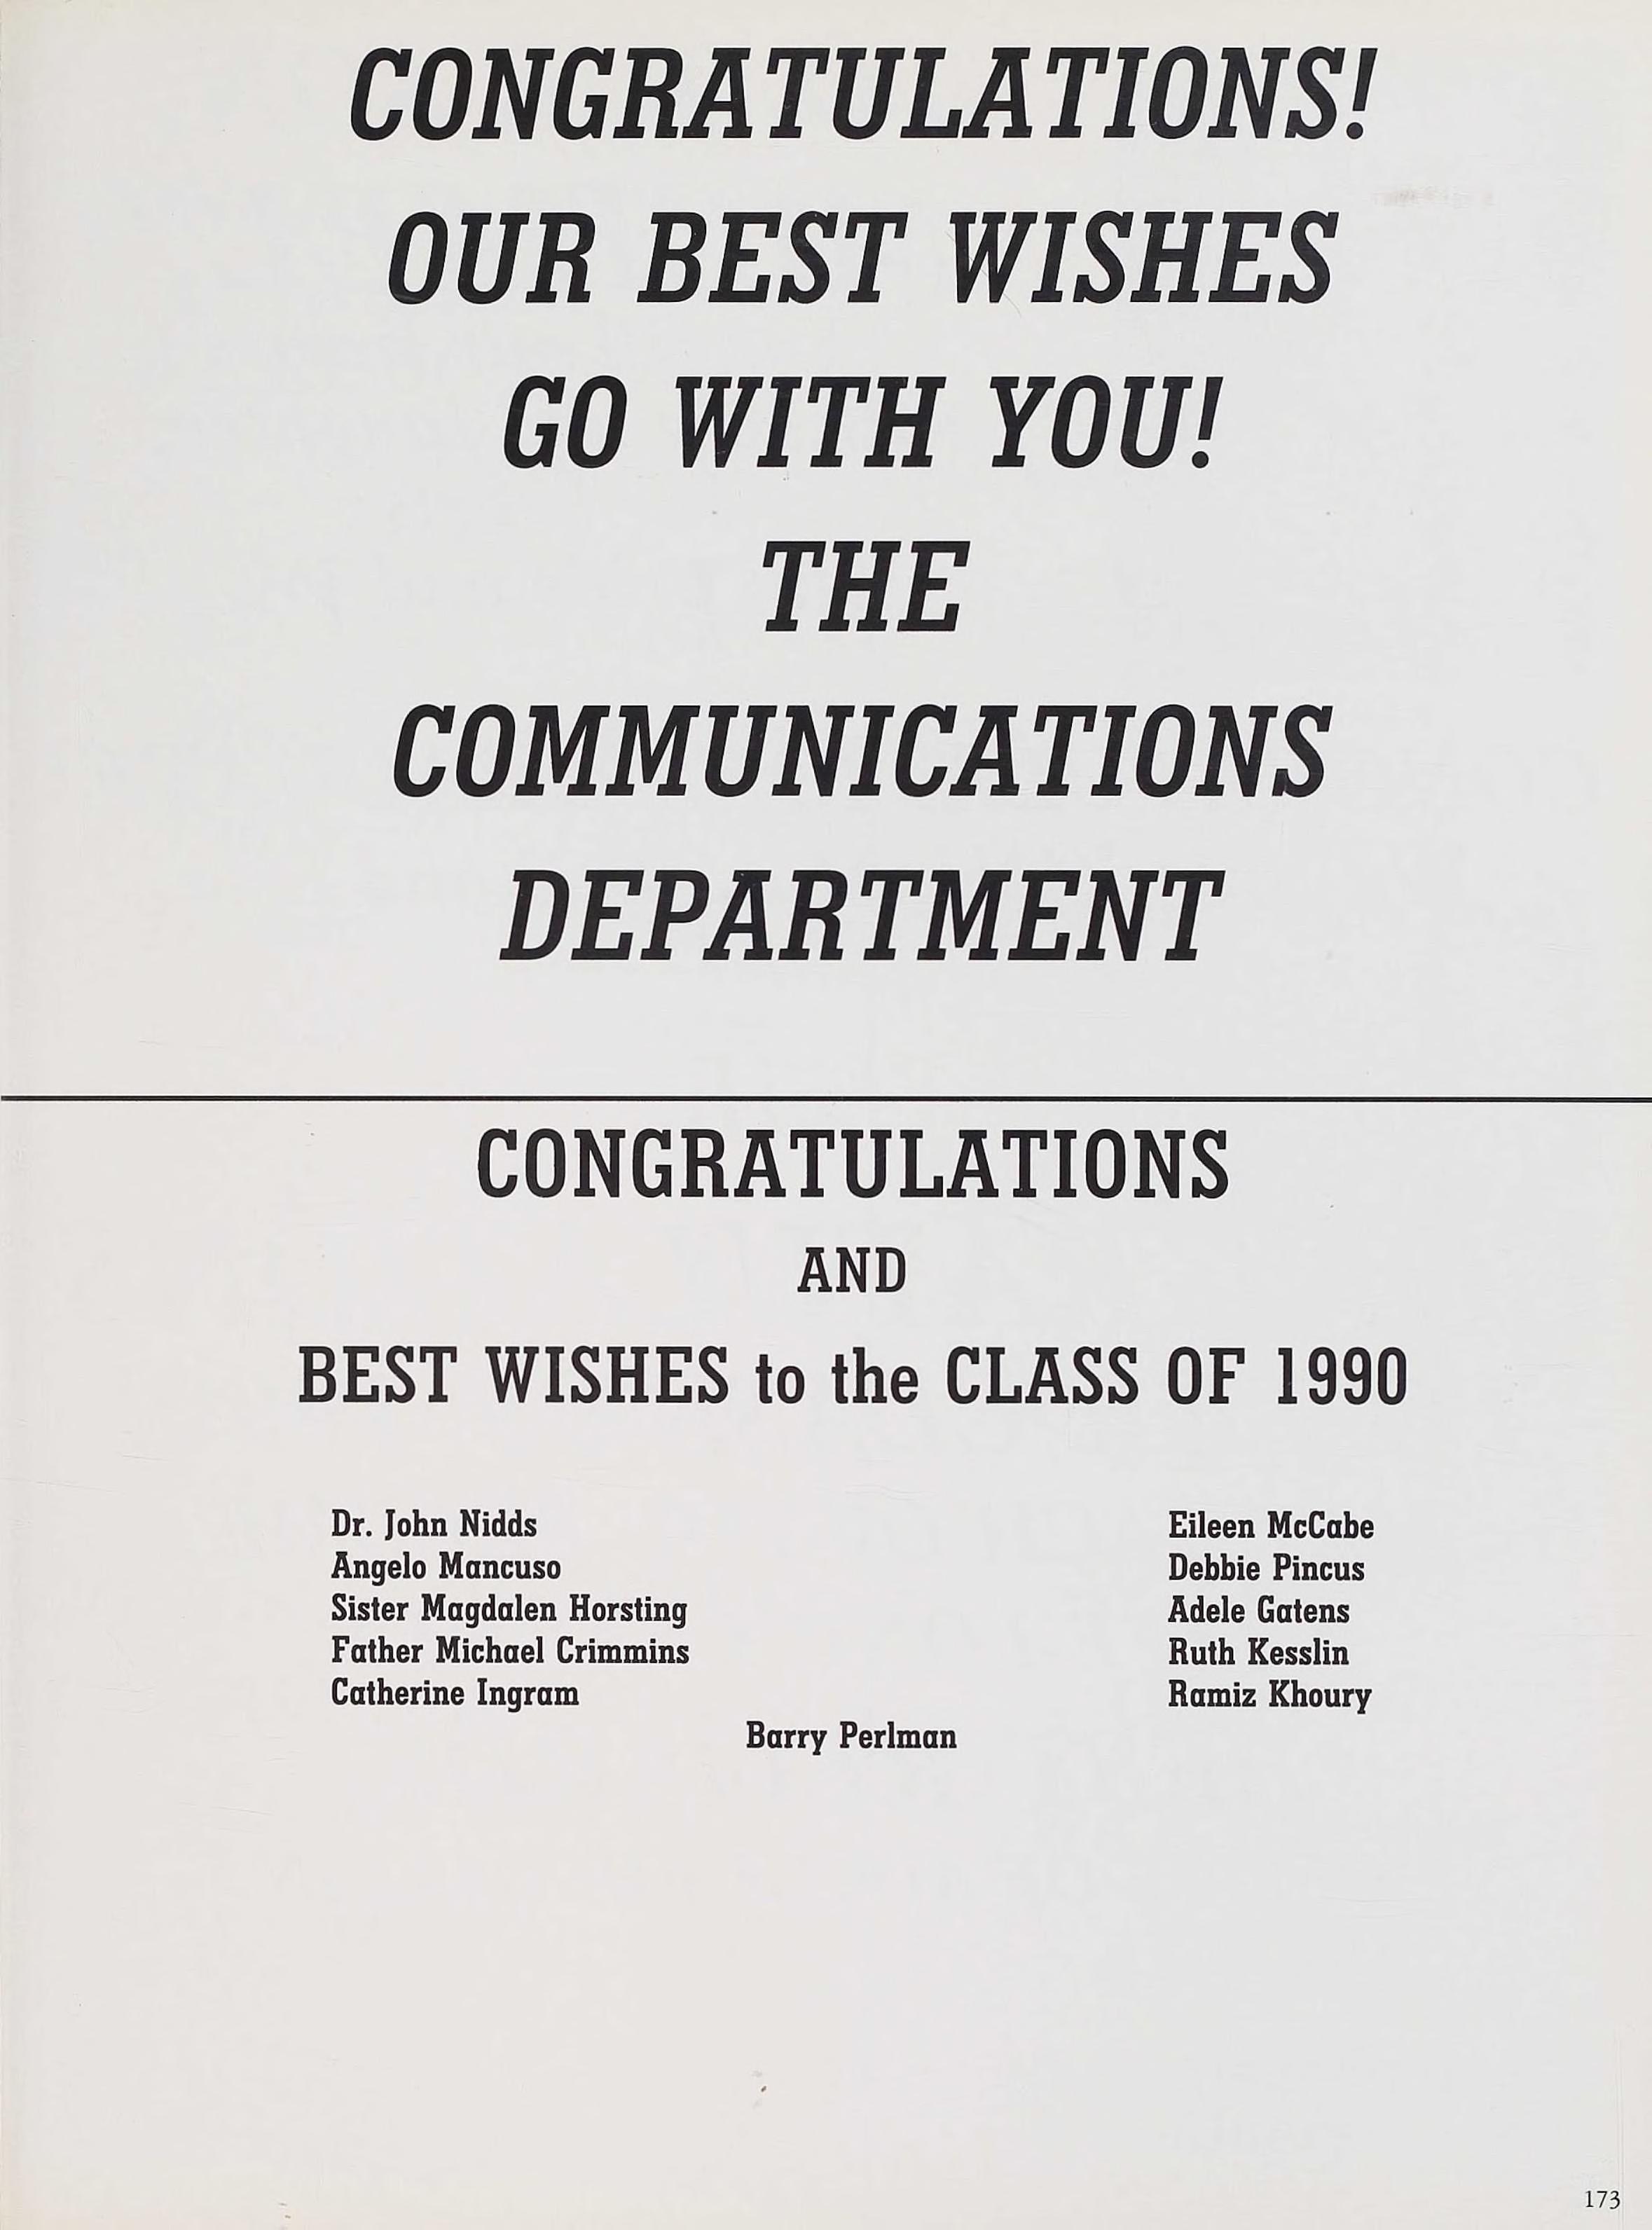 CONGRATULATIONS!
OUR BEST WISHES
GO WITH YOU!
THE
COMMUNICATIONS
DEPARTMENT
CONGRATULATIONS
AND
BEST WISHES to the CLASS OF 1990
Dr. John Nidds
Angelo Mancuso
Sister Magdalen Horsting
Father Michael Crimmins
Catherine Ingram
Eileen McCabe
Debbie Pincus
Adele Gatens
Ruth Kesslin
Ramiz Khoury
Barry Perlman
173